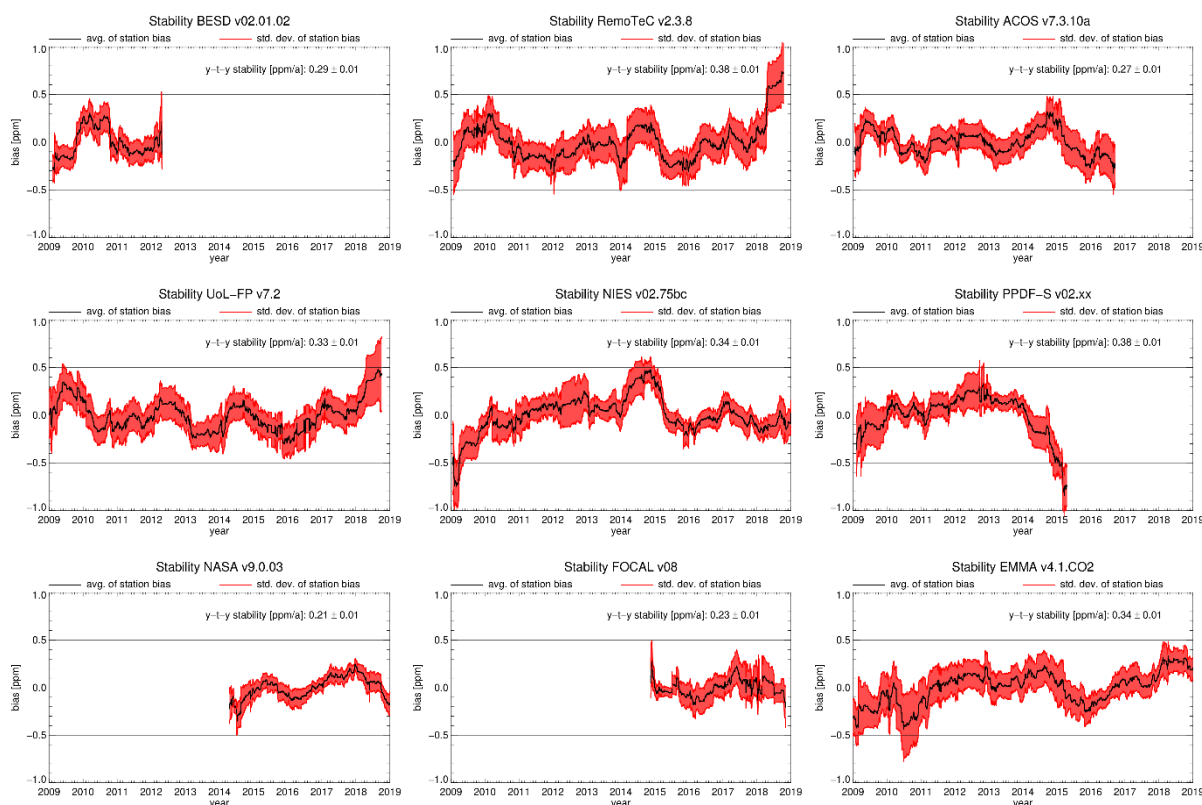 Stability BESD v02.01.02
avg. of station bias
std. dev. of station bias
y-t-y stability [ppm/a]: 0.29 ± 0.01
1.0
0.5
0.0
-0.5
-1.0
bias [ppm]
2009 2010 2011 2012 2013 2014 2015 2016 2017 2018 2019
year
Stability RemoTeC v2.3.8
avg. of station bias
std. dev. of station bias
y-t-y stability [ppm/a]: 0.38 ± 0.01
1.0
0.5
0.0
-0.5
-1.0
bias [ppm]
2009 2010 2011 2012 2013 2014 2015 2016 2017 2018 2019
year
Stability ACOS v7.3.10a
avg. of station bias
std. dev. of station bias
y-t-y stability [ppm/a]: 0.27 ± 0.01
1.0
0.5
0.0
-0.5
-1.0
bias [ppm]
2009 2010 2011 2012 2013 2014 2015 2016 2017 2018 2019
year
Stability UoL-FP v7.2
avg. of station bias
std. dev. of station bias
y-t-y stability [ppm/a]: 0.33 ± 0.01
1.0
0.5
0.0
-0.5
-1.0
bias [ppm]
2009 2010 2011 2012 2013 2014 2015 2016 2017 2018 2019
year
Stability NIES v02.75bc
avg. of station bias
std. dev. of station bias
y-t-y stability [ppm/a]: 0.34 ± 0.01
1.0
0.5
0.0
-0.5
-1.0
bias [ppm]
2009 2010 2011 2012 2013 2014 2015 2016 2017 2018 2019
year
Stability PPDF-S v02.xx
avg. of station bias
std. dev. of station bias
y-t-y stability [ppm/a]: 0.38 ± 0.01
1.0
0.5
0.0
-0.5
-1.0
bias [ppm]
2009 2010 2011 2012 2013 2014 2015 2016 2017 2018 2019
year
Stability NASA v9.0.03
avg. of station bias
std. dev. of station bias
y-t-y stability [ppm/a]: 0.21 ± 0.01
1.0
0.5
0.0
-0.5
-1.0
bias [ppm]
2009 2010 2011 2012 2013 2014 2015 2016 2017 2018 2019
year
Stability FOCAL v08
avg. of station bias
std. dev. of station bias
y-t-y stability [ppm/a]: 0.23 ± 0.01
1.0
0.5
0.0
-0.5
-1.0
bias [ppm]
2009 2010 2011 2012 2013 2014 2015 2016 2017 2018 2019
year
Stability EMMA v4.1.CO2
avg. of station bias
std. dev. of station bias
y-t-y stability [ppm/a]: 0.34 ± 0.01
1.0
0.5
0.0
-0.5
-1.0
bias [ppm]
2009 2010 2011 2012 2013 2014 2015 2016 2017 2018 2019
year